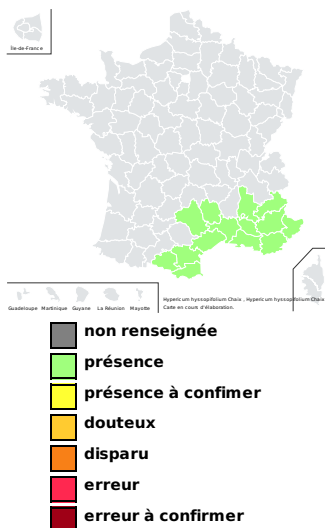 Île-de-France
Guadeloupe Martinique Guyane La Réunion Mayotte
Hypericum hyssopifolium Chaix , Hypericum hyssopifolium Chaix
Carte en cours d'élaboration.
non renseignée
présence
présence à confimer
douteux
disparu
erreur
erreur à confirmer